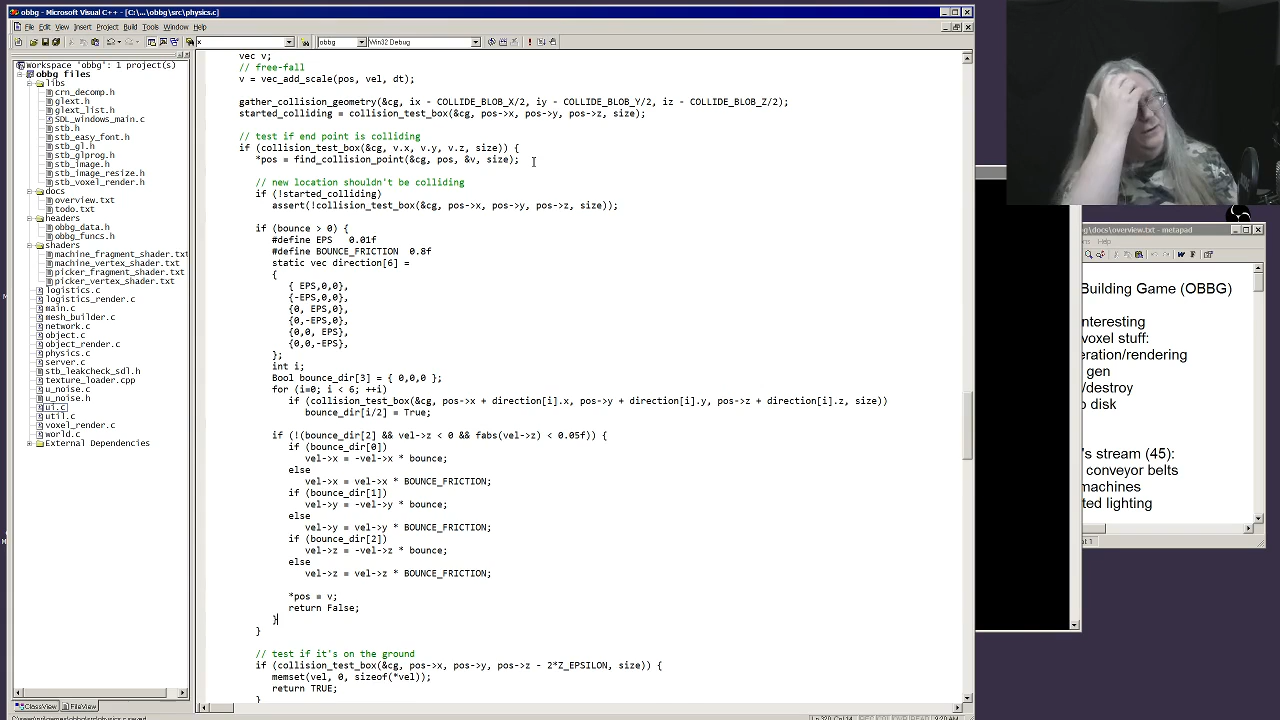 obbg - Microsoft Visual C++ - [C:\...\obbg\src\physics.c]
File Edit View Insert Project Build Tools Window Help
x
obbg
Win32 Debug
Workspace 'obbg': 1 project(s)
obbg files
libs
crn_decomp.h
glext.h
glext_list.h
SDL_windows_main.c
stb.h
stb_easy_font.h
stb_gl.h
stb_glprog.h
stb_image.h
stb_image_resize.h
stb_voxel_render.h
docs
overview.txt
todo.txt
headers
obbg_data.h
obbg_funcs.h
shaders
machine_fragment_shader.txt
machine_vertex_shader.txt
picker_fragment_shader.txt
picker_vertex_shader.txt
logistics.c
logistics_render.c
main.c
mesh_builder.c
network.c
object.c
object_render.c
physics.c
server.c
stb_leakcheck_sdl.h
texture_loader.cpp
u_noise.c
u_noise.h
ui.c
util.c
voxel_render.c
world.c
External Dependencies
ClassView
FileView
vec v;
// free-fall
v = vec_add_scale(pos, vel, dt);
gather_collision_geometry(&cg, ix - COLLIDE_BLOB_X/2, iy - COLLIDE_BLOB_Y/2, iz - COLLIDE_BLOB_Z/2);
started_colliding = collision_test_box(&cg, pos->x, pos->y, pos->z, size);
// test if end point is colliding
if (collision_test_box(&cg, v.x, v.y, v.z, size)) {
*pos = find_collision_point(&cg, pos, &v, size);
// new location shouldn't be colliding
if (!started_colliding)
assert(!collision_test_box(&cg, pos->x, pos->y, pos->z, size));
if (bounce > 0) {
#define EPS 0.01f
#define BOUNCE_FRICTION 0.8f
static vec direction[6] =
{
{ EPS,0,0},
{-EPS,0,0},
{0, EPS,0},
{0,-EPS,0},
{0,0, EPS},
{0,0,-EPS},
};
int i;
Bool bounce_dir[3] = { 0,0,0 };
for (i=0; i < 6; ++i)
if (collision_test_box(&cg, pos->x + direction[i].x, pos->y + direction[i].y, pos->z + direction[i].z, size))
bounce_dir[i/2] = True;
if (!(bounce_dir[2] && vel->z < 0 && fabs(vel->z) < 0.05f)) {
if (bounce_dir[0])
vel->x = -vel->x * bounce;
else
vel->x = vel->x * BOUNCE_FRICTION;
if (bounce_dir[1])
vel->y = -vel->y * bounce;
else
vel->y = vel->y * BOUNCE_FRICTION;
if (bounce_dir[2])
vel->z = -vel->z * bounce;
else
vel->z = vel->z * BOUNCE_FRICTION;
*pos = v;
return False;
}
}
// test if it's on the ground
if (collision_test_box(&cg, pos->x, pos->y, pos->z - 2*Z_EPSILON, size)) {
memset(vel, 0, sizeof(*vel));
return TRUE;
}
bg\docs\overview.txt - metapad
Building Game (OBBG)
nteresting
voxel stuff:
eration/rendering
gen
/destroy
o disk
's stream (45):
conveyor belts
machines
ted lighting